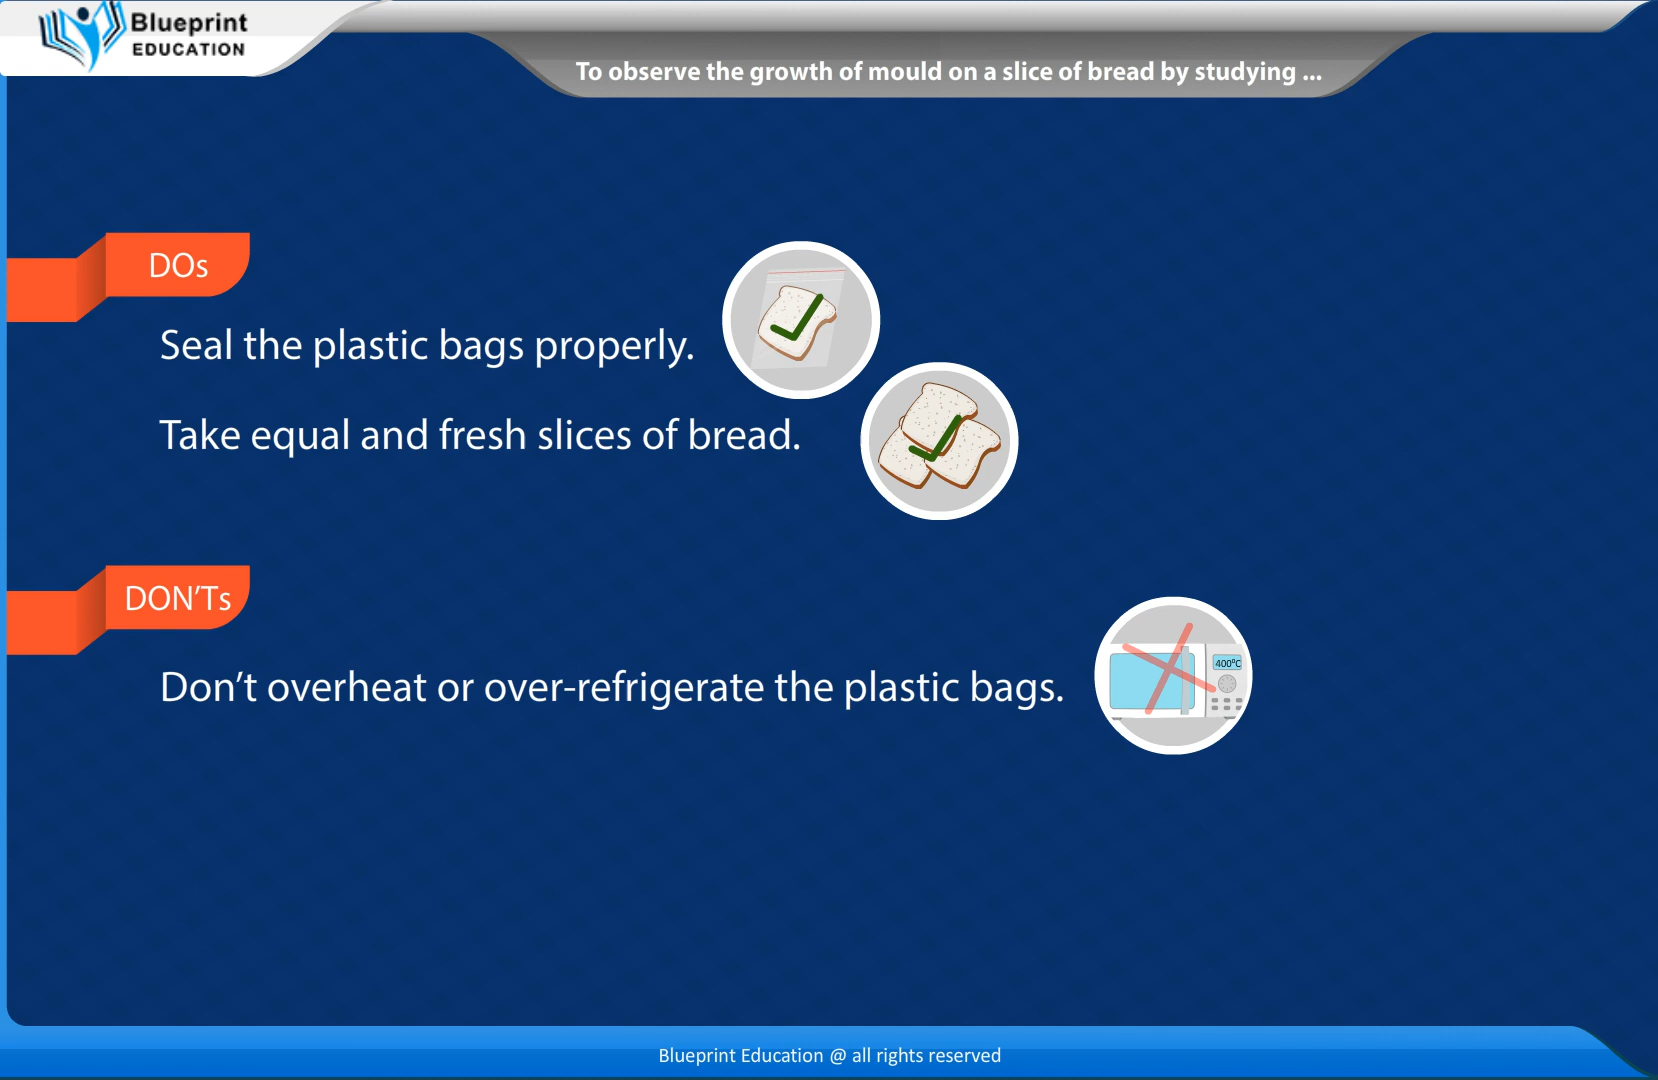 Blueprint
EDUCATION
To observe the growth of mould on a slice of bread by studying ...
DOs
Seal the plastic bags properly.
Take equal and fresh slices of bread.
DON’Ts
Don’t overheat or over-refrigerate the plastic bags.
400°C
Blueprint Education @ all rights reserved